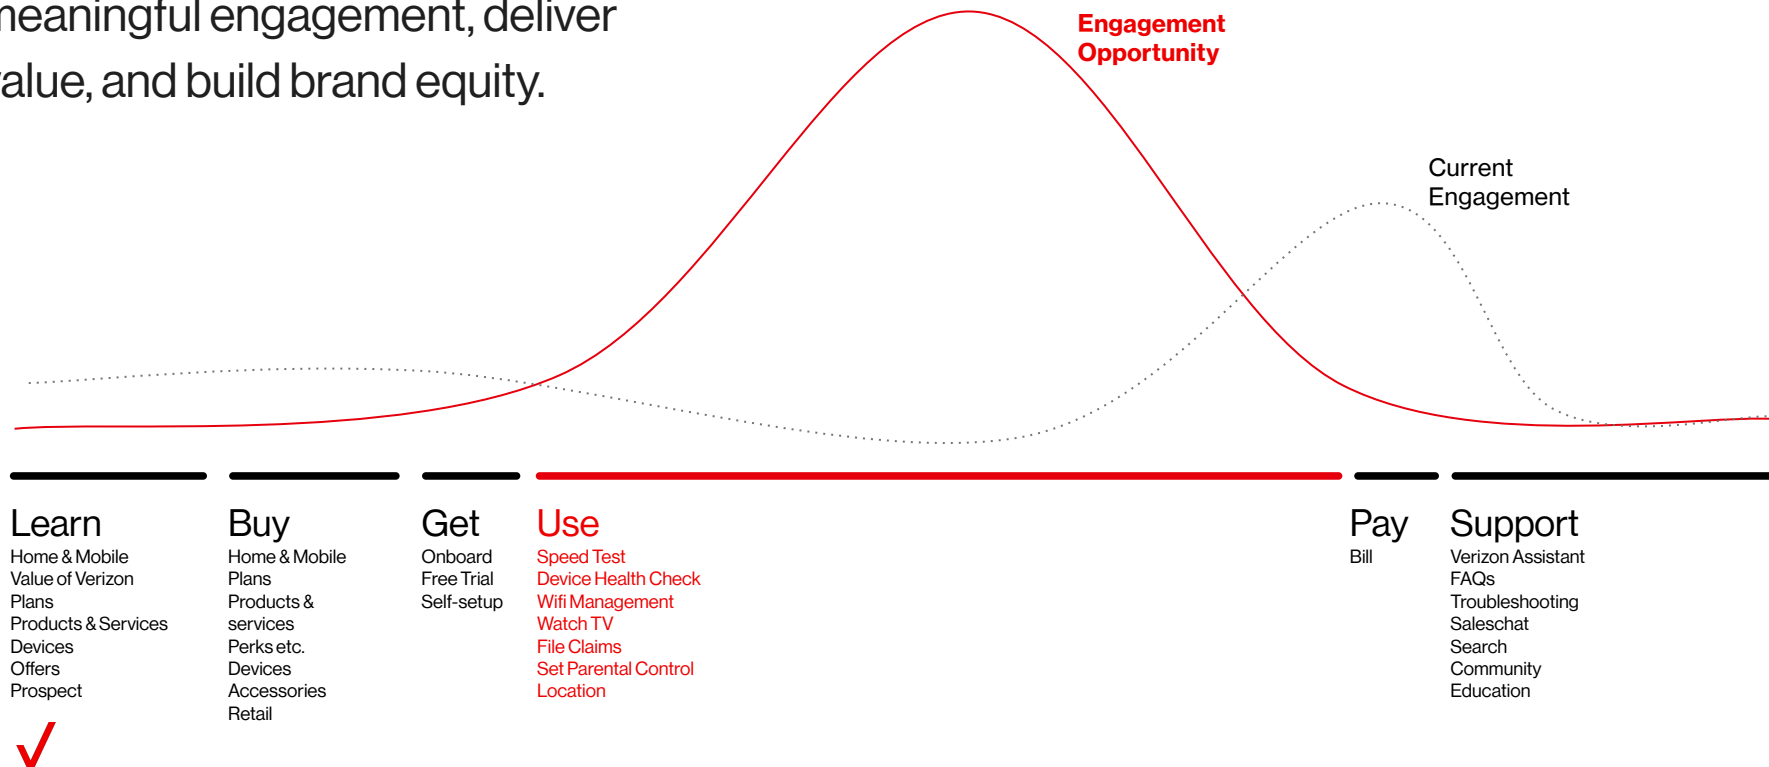 meaningful engagement, deliver
value, and build brand equity.
Engagement
Opportunity
Current
Engagement
Learn
Home & Mobile
Value of Verizon
Plans
Products & Services
Devices
Offers
Prospect
Buy
Home & Mobile
Plans
Products &
services
Perks etc.
Devices
Accessories
Retail
Get
Onboard
Free Trial
Self-setup
Use
Speed Test
Device Health Check
Wifi Management
Watch TV
File Claims
Set Parental Control
Location
Pay
Bill
Support
Verizon Assistant
FAQs
Troubleshooting
Saleschat
Search
Community
Education